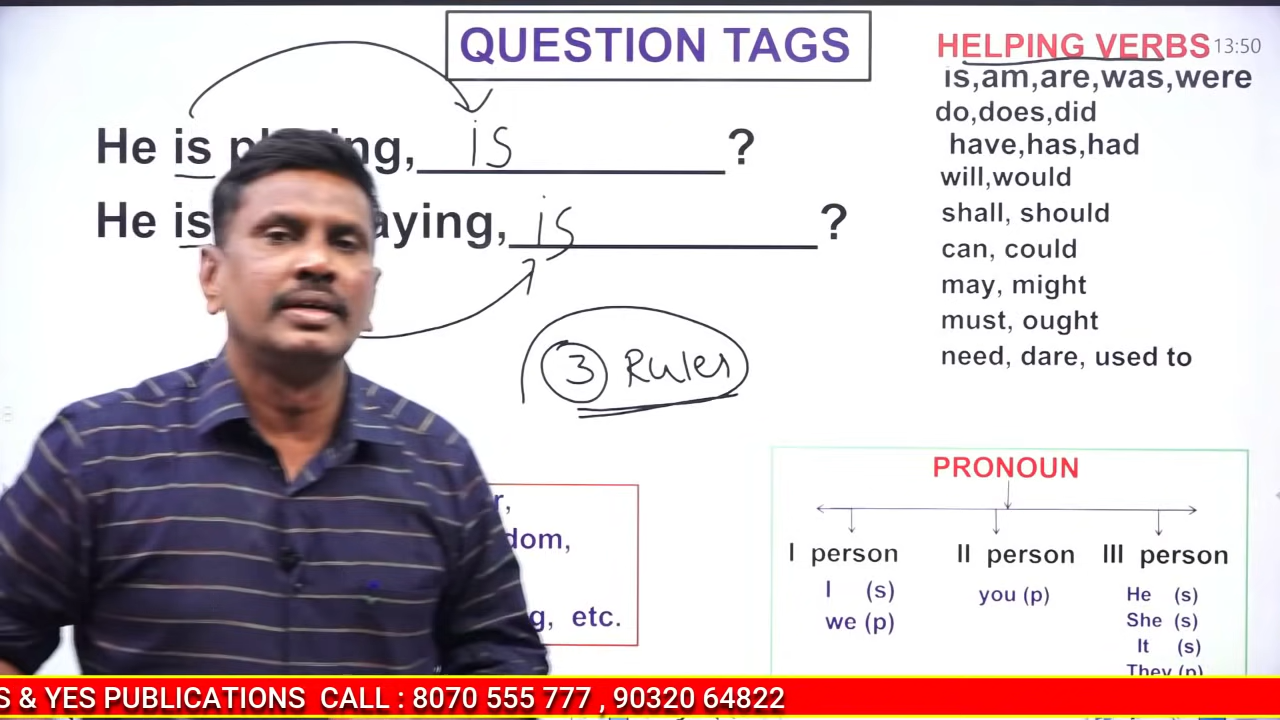 QUESTION TAGS
He is playing, is ?
He is aying, is ?
3 Rules
r,
dom,
g, etc.
HELPING VERBS 13:50
is,am,are,was,were
do,does,did
have,has,had
will,would
shall, should
can, could
may, might
must, ought
need, dare, used to
PRONOUN
I person II person III person
I (s) you (p) He (s)
we (p) She (s)
It (s)
They (p)
S & YES PUBLICATIONS CALL : 8070 555 777 , 90320 64822